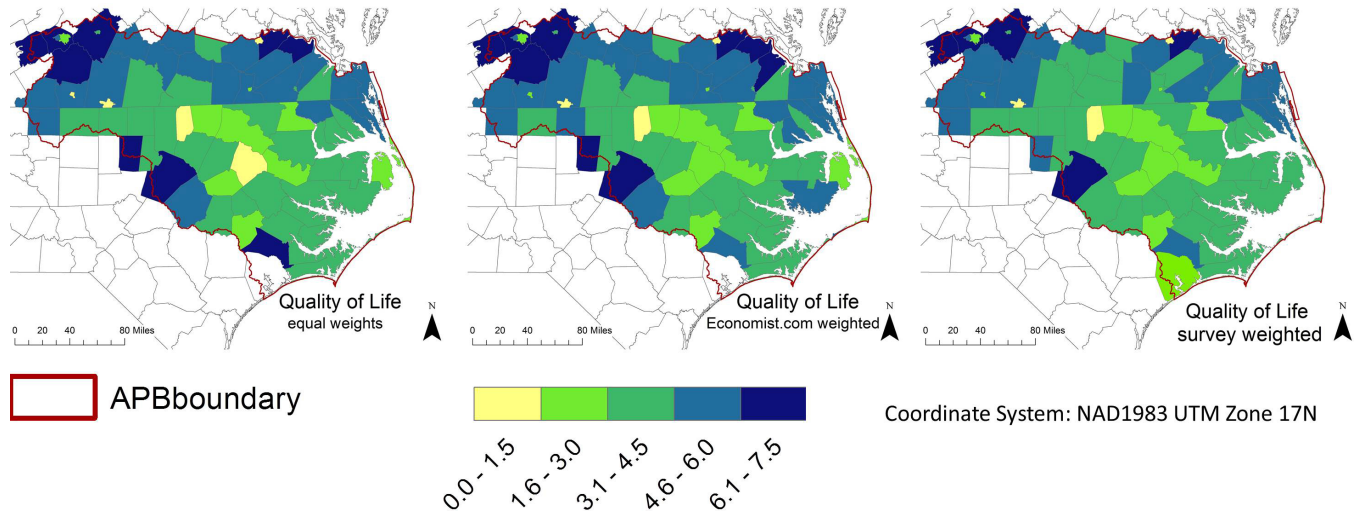 Quality of Life
equal weights
N
0 20 40 80 Miles
Quality of Life
Economist.com weighted
N
0 20 40 80 Miles
Quality of Life
survey weighted
N
0 20 40 80 Miles
APBboundary
0.0 - 1.5
1.6 - 3.0
3.1 - 4.5
4.6 - 6.0
6.1 - 7.5
Coordinate System: NAD1983 UTM Zone 17N